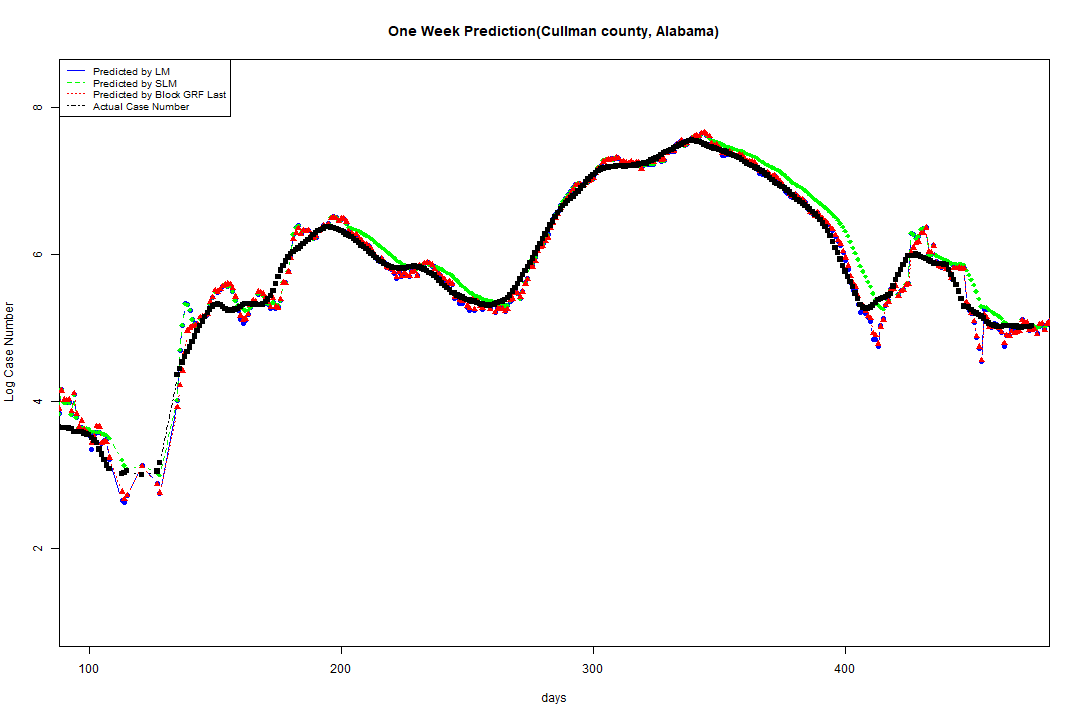 One Week Prediction(Cullman county, Alabama)
Predicted by LM
Predicted by SLM
Predicted by Block GRF Last
Actual Case Number
8
6
4
2
Log Case Number
100
200
300
400
days